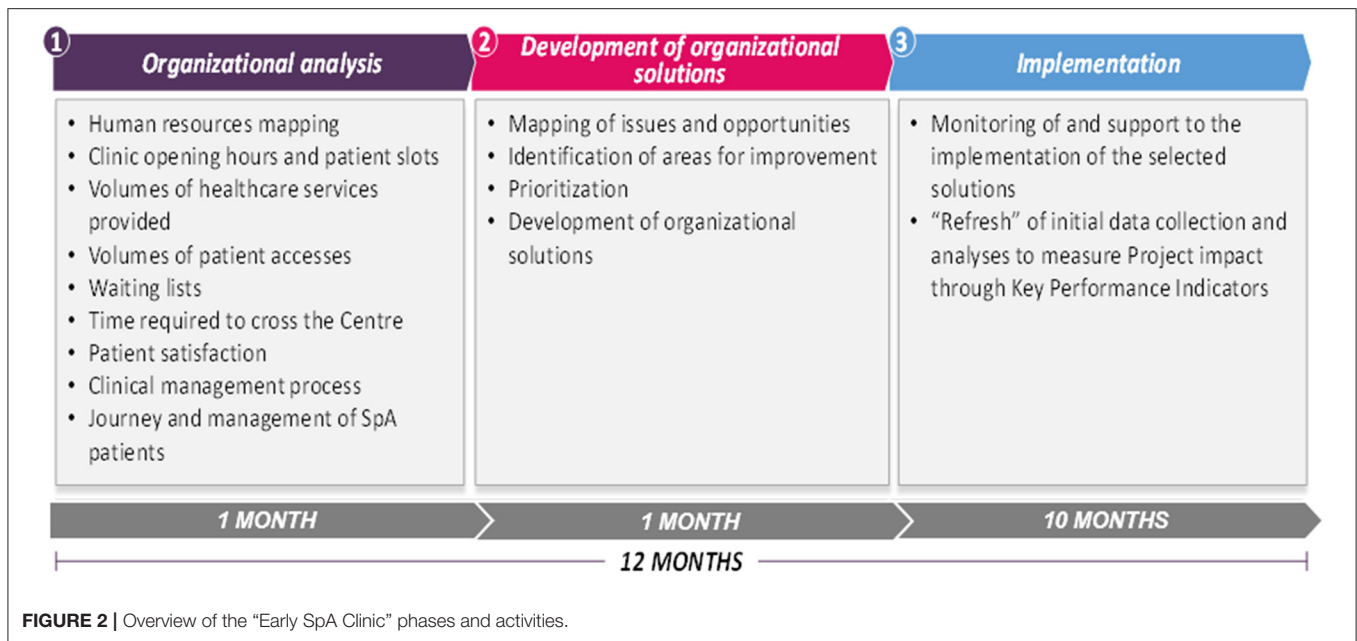 1
Organizational analysis
2
Development of organizational
solutions
3
Implementation
• Human resources mapping
• Clinic opening hours and patient slots
• Volumes of healthcare services
provided
• Volumes of patient accesses
• Waiting lists
• Time required to cross the Centre
• Patient satisfaction
• Clinical management process
• Journey and management of SpA
patients
• Mapping of issues and opportunities
• Identification of areas for improvement
• Prioritization
• Development of organizational
solutions
• Monitoring of and support to the
implementation of the selected
solutions
• “Refresh” of initial data collection and
analyses to measure Project impact
through Key Performance Indicators
1 MONTH
1 MONTH
10 MONTHS
12 MONTHS
FIGURE 2 | Overview of the “Early SpA Clinic” phases and activities.